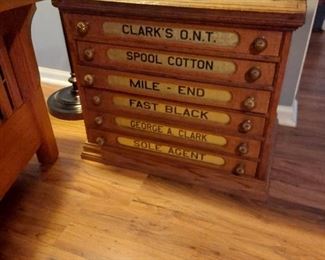 CLARK'S O.N.T.
SPOOL COTTON
MILE - END
FAST BLACK
GEORGE A. CLARK
SOLE AGENT